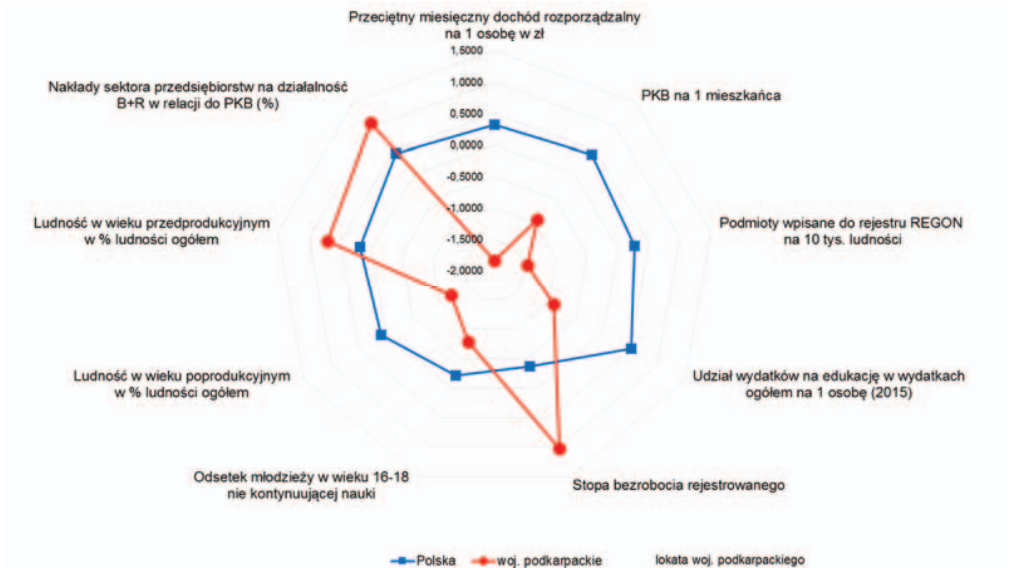 Przeciętny miesięczny dochód rozporządzalny
na 1 osobę w zł
1,5000
1,0000
0,5000
0,0000
-0,5000
-1,0000
-1,5000
-2,0000
PKB na 1 mieszkańca
Podmioty wpisane do rejestru REGON
na 10 tys. ludności
Udział wydatków na edukację w wydatkach
ogółem na 1 osobę (2015)
Stopa bezrobocia rejestrowanego
Odsetek młodzieży w wieku 16-18
nie kontynuującej nauki
Ludność w wieku poprodukcyjnym
w % ludności ogółem
Ludność w wieku przedprodukcyjnym
w % ludności ogółem
Nakłady sektora przedsiębiorstw na działalność
B+R w relacji do PKB (%)
Polska
woj. podkarpackie
lokata woj. podkarpackiego